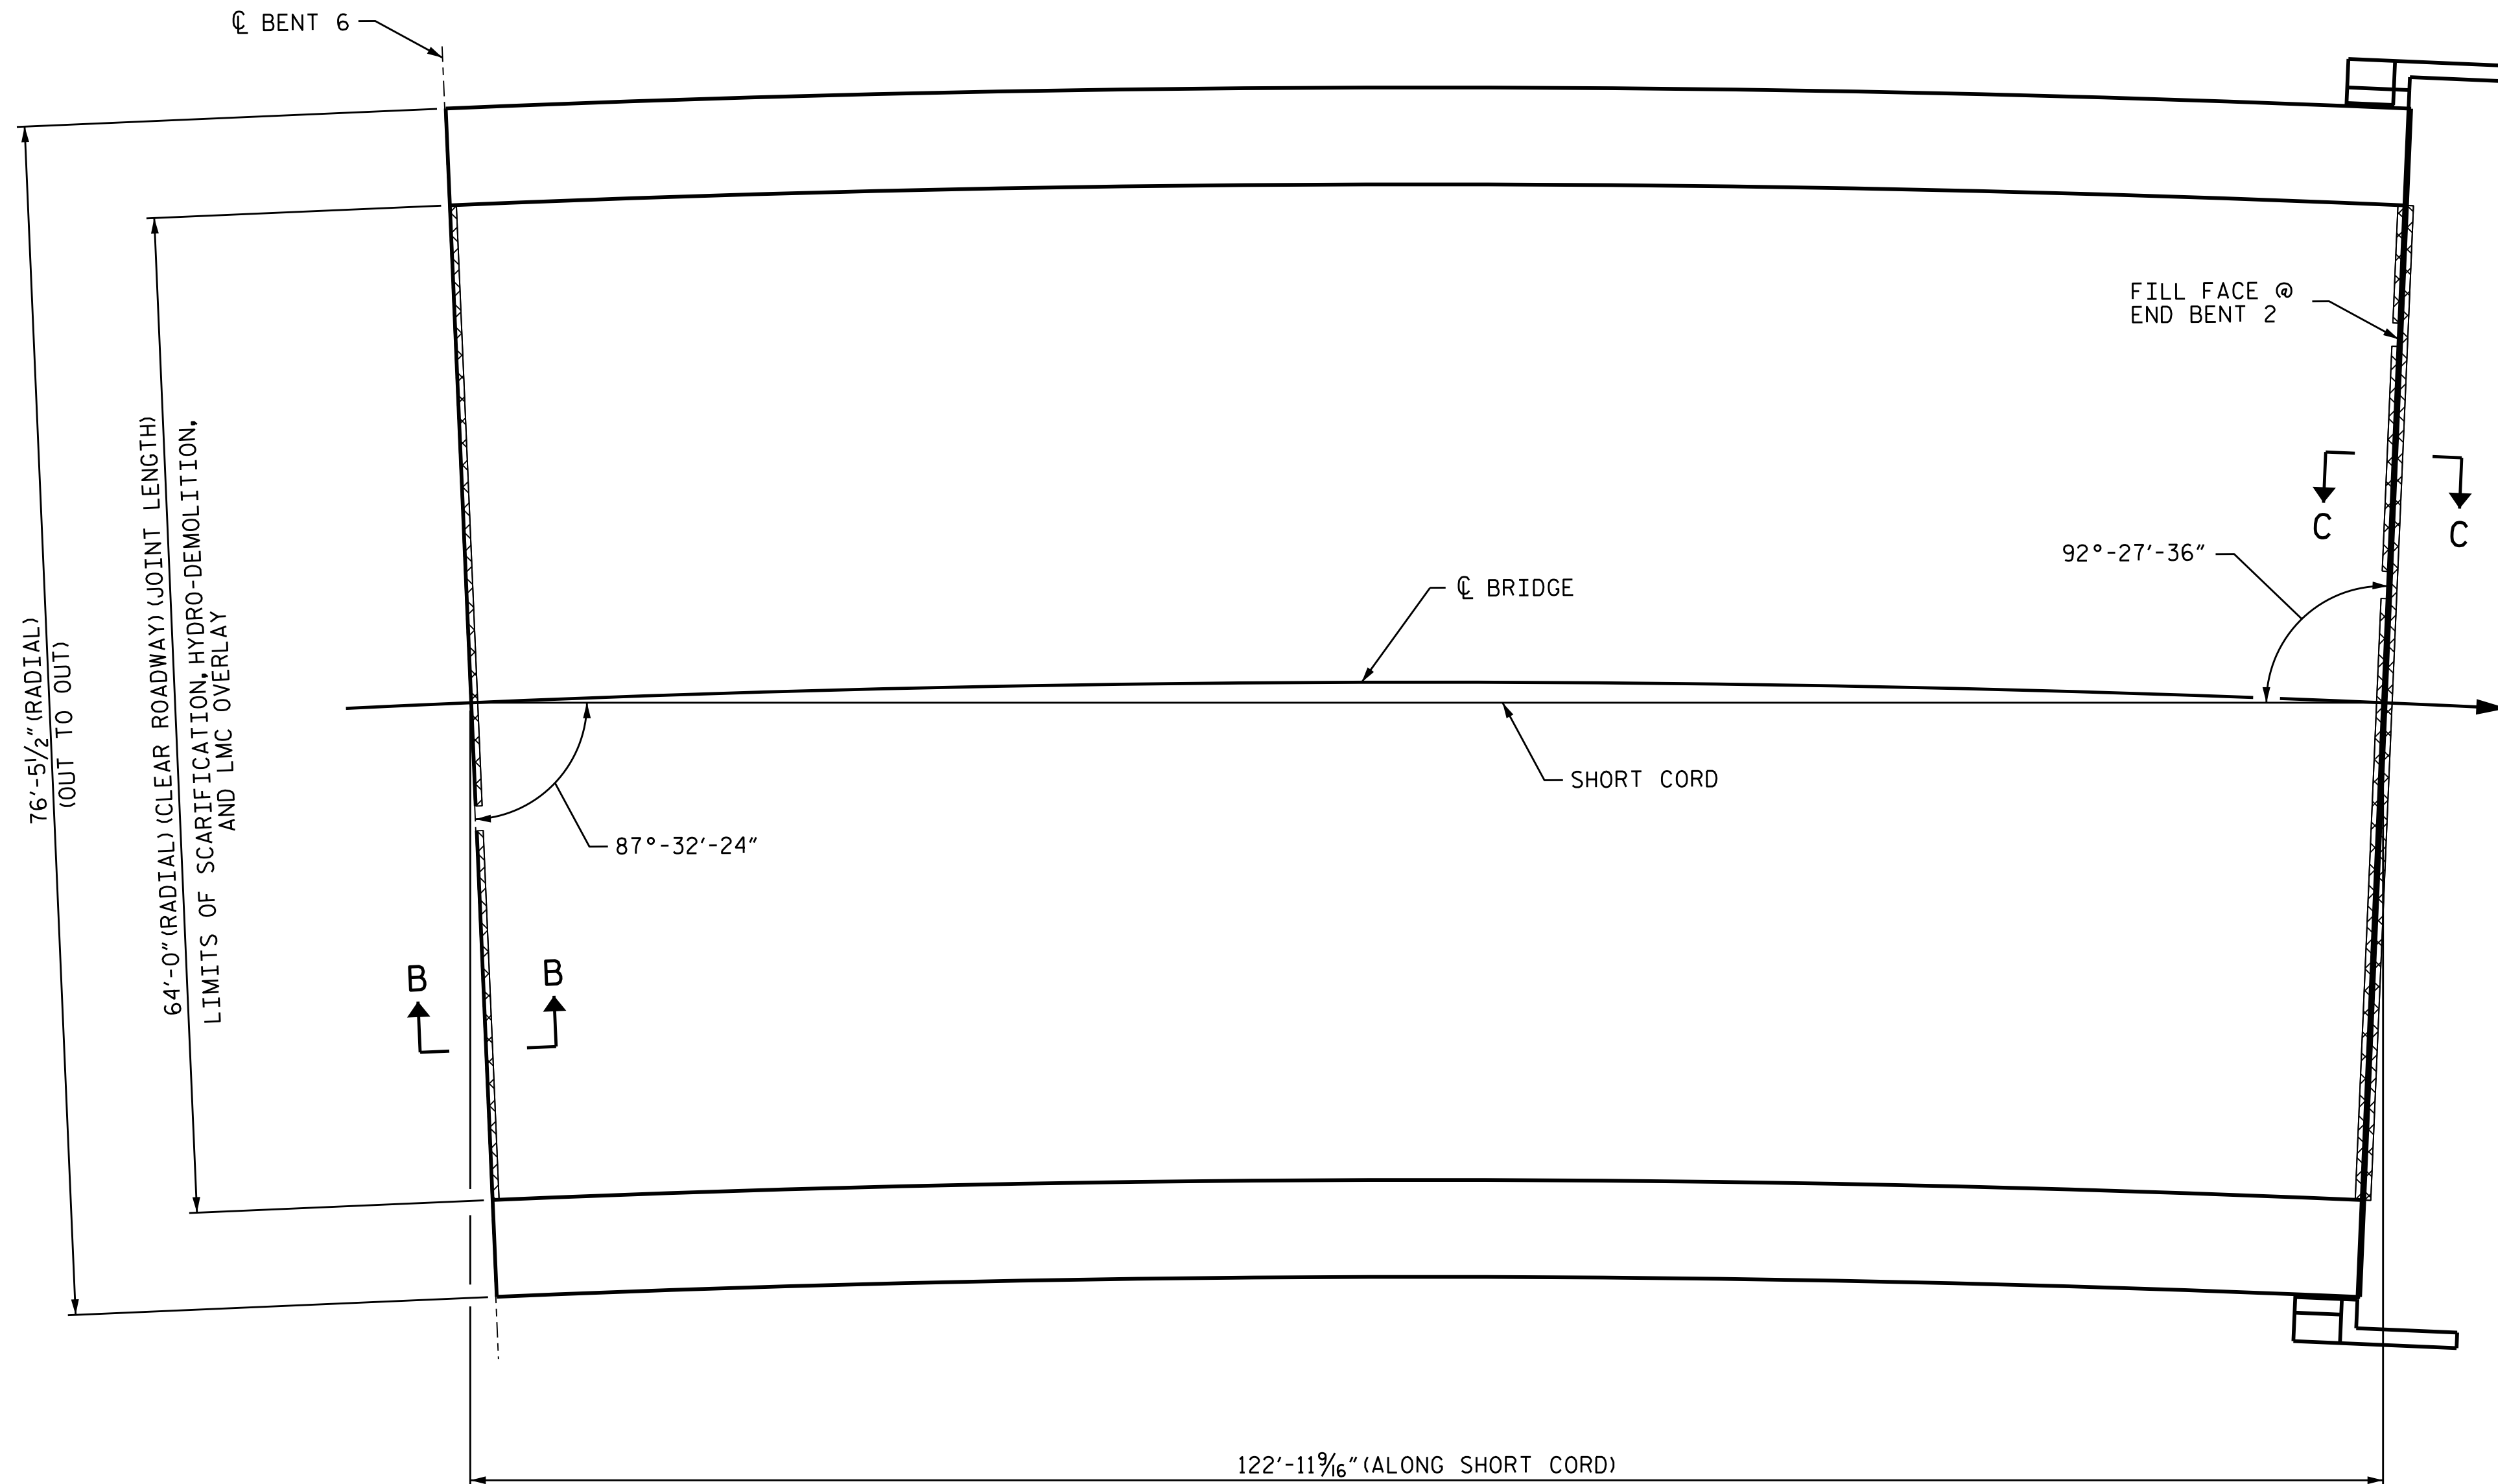 ℄ BENT 6
FILL FACE @
END BENT 2
92°-27'-36"
C
C
℄ BRIDGE
SHORT CORD
87°-32'-24"
B
B
76'-5½"(RADIAL)
(OUT TO OUT)
64'-0"(RADIAL)(CLEAR ROADWAY)(JOINT LENGTH)
LIMITS OF SCARIFICATION, HYDRO-DEMOLITION,
AND LMC OVERLAY
122'-11 9/16"(ALONG SHORT CORD)